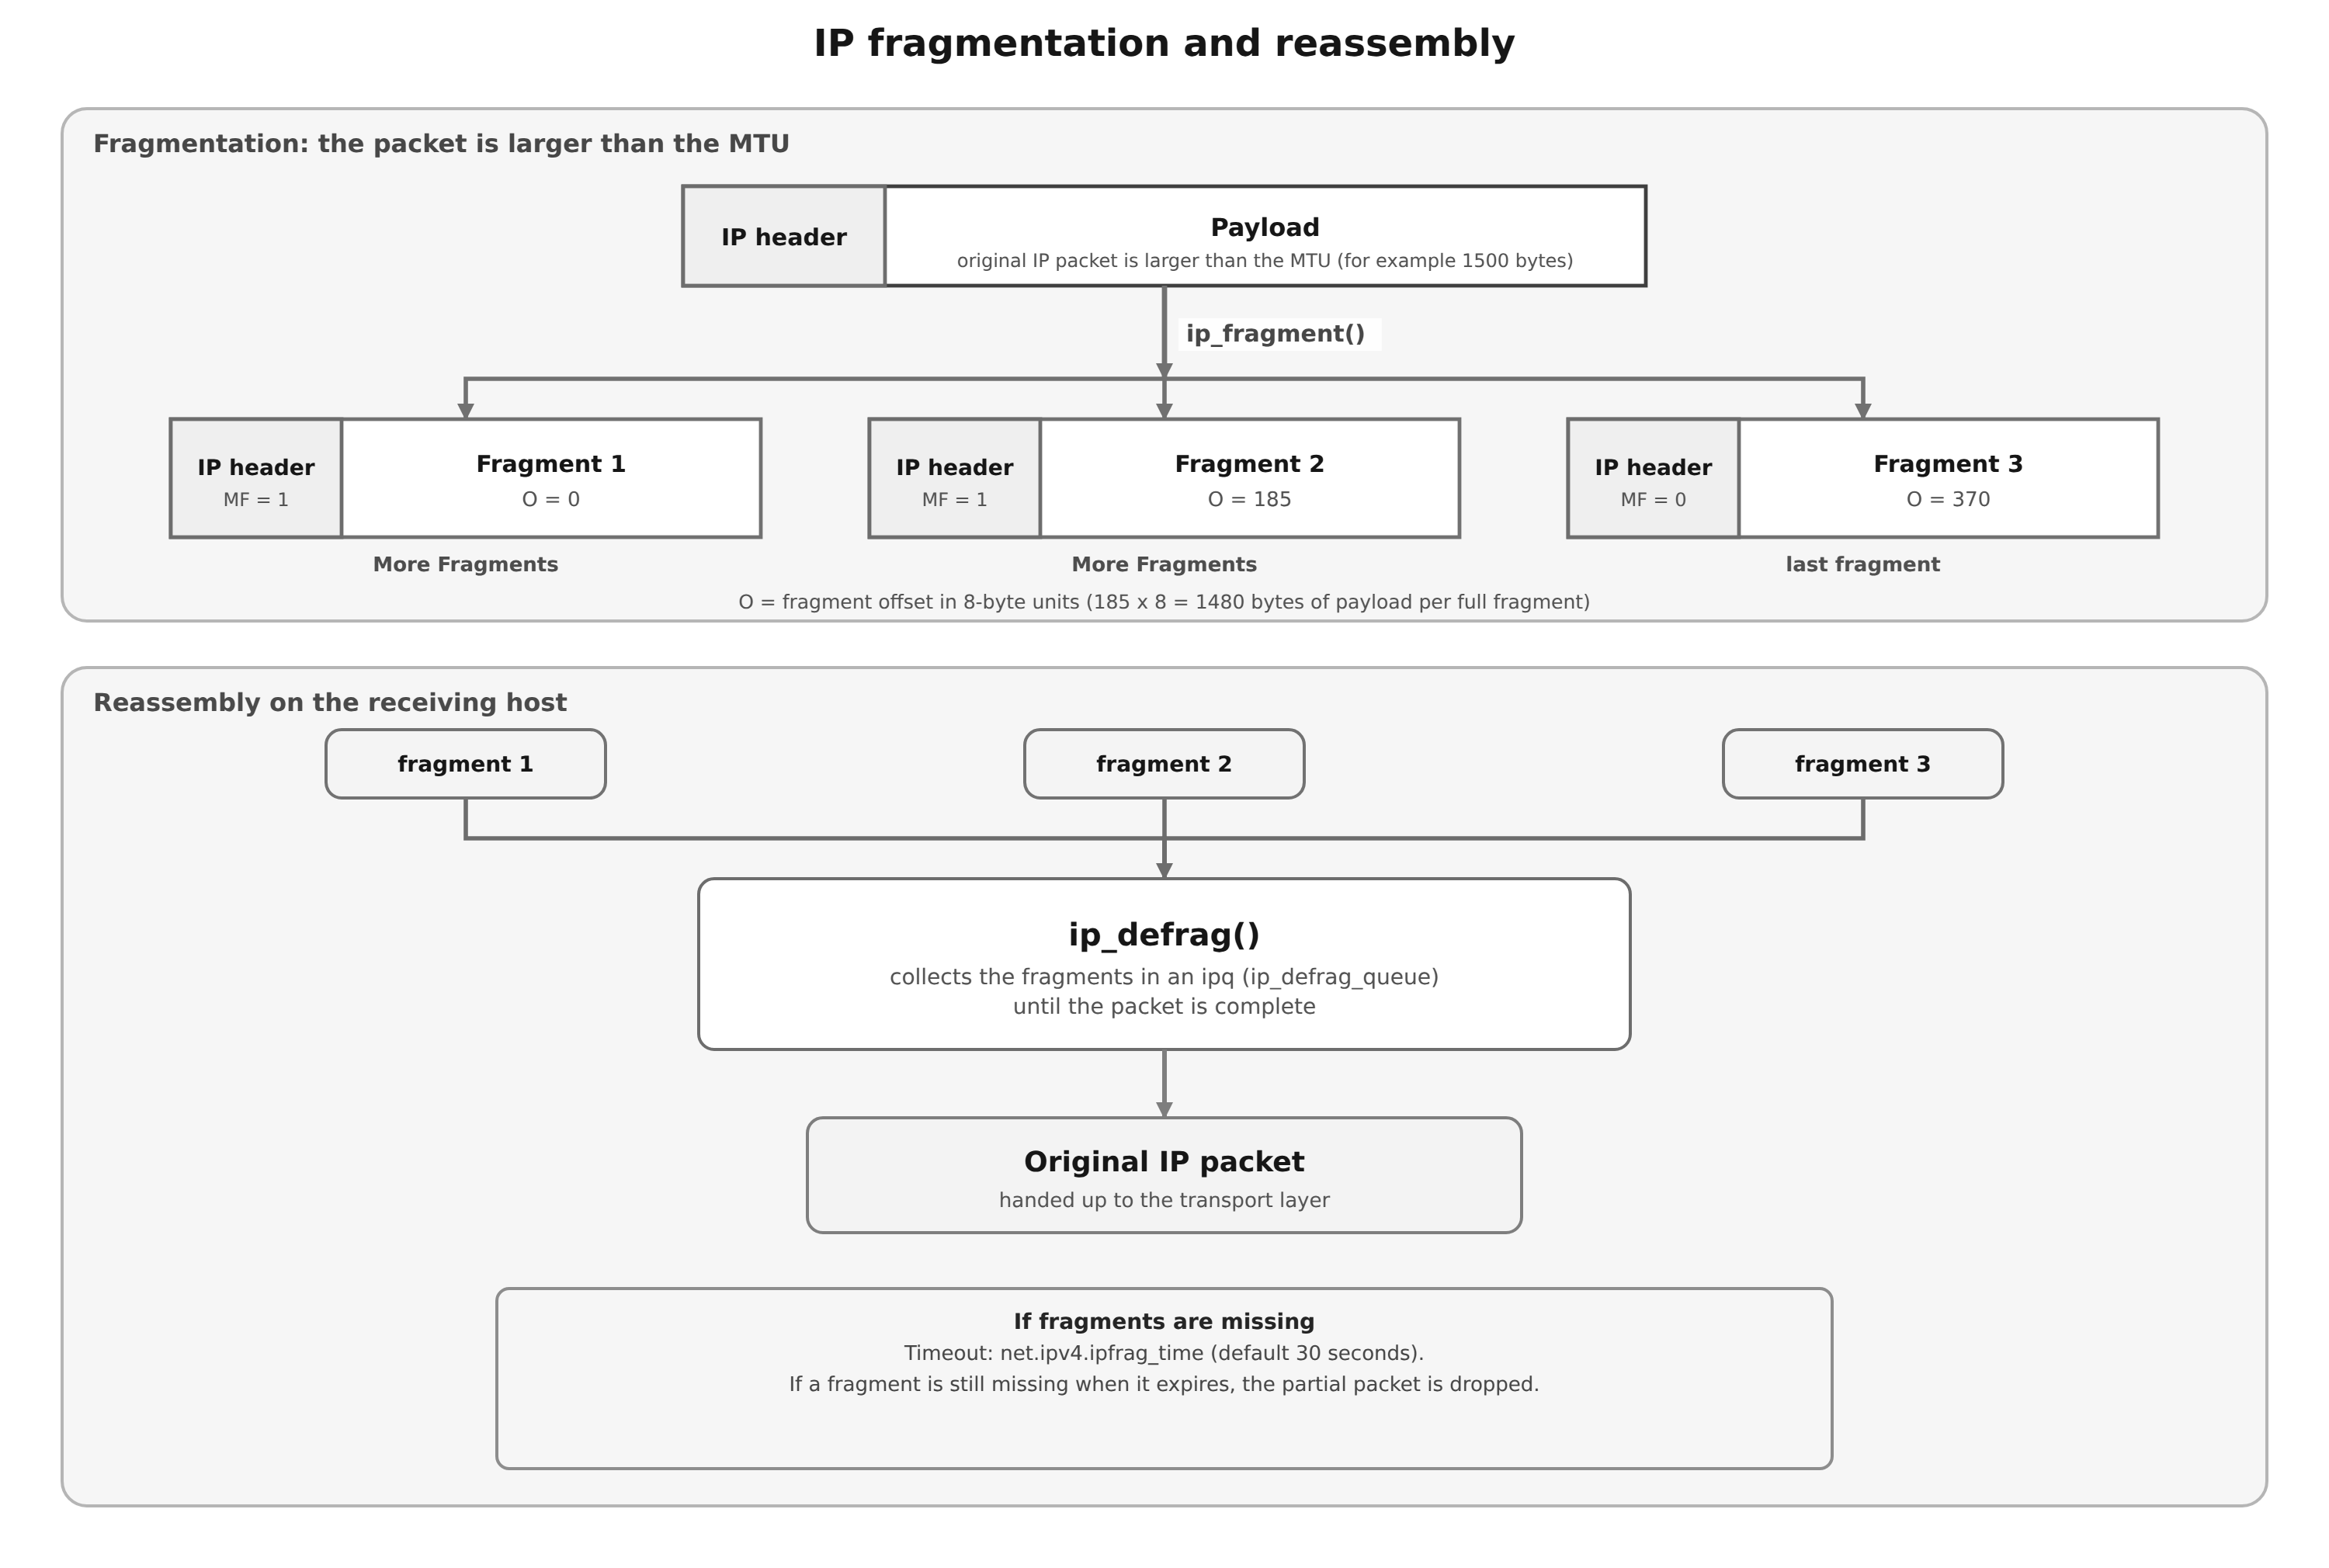 IP fragmentation and reassembly
Fragmentation: the packet is larger than the MTU
IP header
Payload
original IP packet is larger than the MTU (for example 1500 bytes)
ip_fragment()
IP header
MF = 1
Fragment 1
O = 0
IP header
MF = 1
Fragment 2
O = 185
IP header
MF = 0
Fragment 3
O = 370
More Fragments
More Fragments
last fragment
O = fragment offset in 8-byte units (185 x 8 = 1480 bytes of payload per full fragment)
Reassembly on the receiving host
fragment 1
fragment 2
fragment 3
ip_defrag()
collects the fragments in an ipq (ip_defrag_queue)
until the packet is complete
Original IP packet
handed up to the transport layer
If fragments are missing
Timeout: net.ipv4.ipfrag_time (default 30 seconds).
If a fragment is still missing when it expires, the partial packet is dropped.